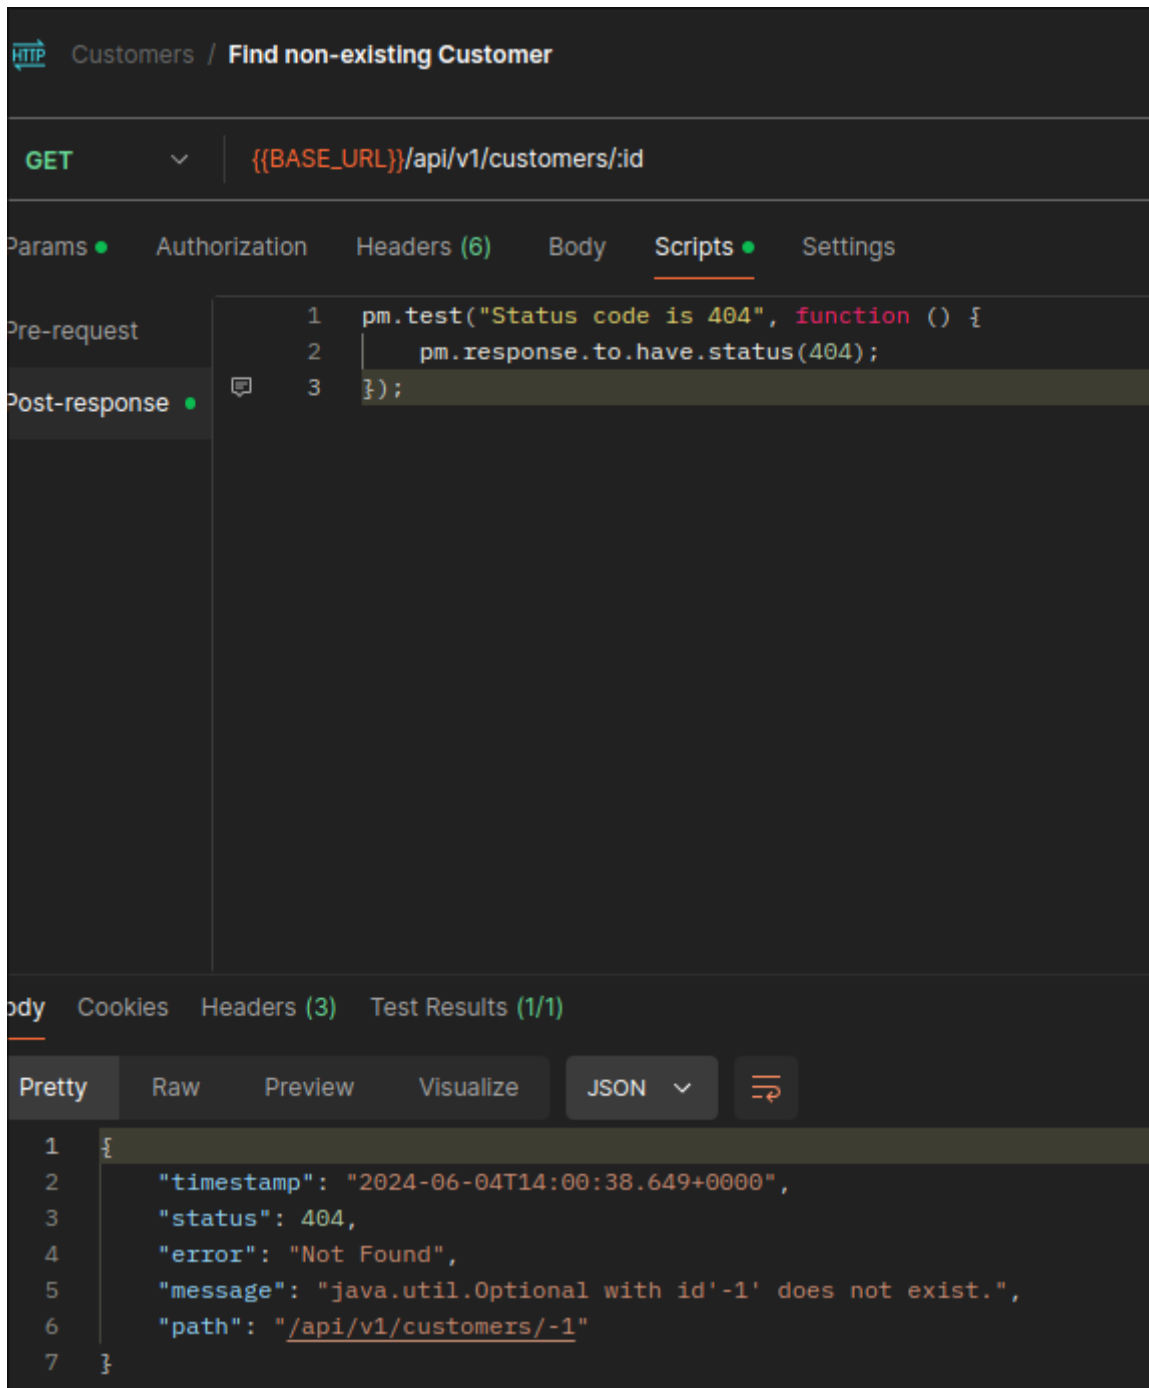 HTTP Customers / Find non-existing Customer
GET {{BASE_URL}}/api/v1/customers/:id
Params Authorization Headers (6) Body Scripts Settings
Pre-request
Post-response
1 pm.test("Status code is 404", function () {
2 pm.response.to.have.status(404);
3 });
ody Cookies Headers (3) Test Results (1/1)
Pretty Raw Preview Visualize JSON
1 {
2 "timestamp": "2024-06-04T14:00:38.649+0000",
3 "status": 404,
4 "error": "Not Found",
5 "message": "java.util.Optional with id'-1' does not exist.",
6 "path": "/api/v1/customers/-1"
7 }